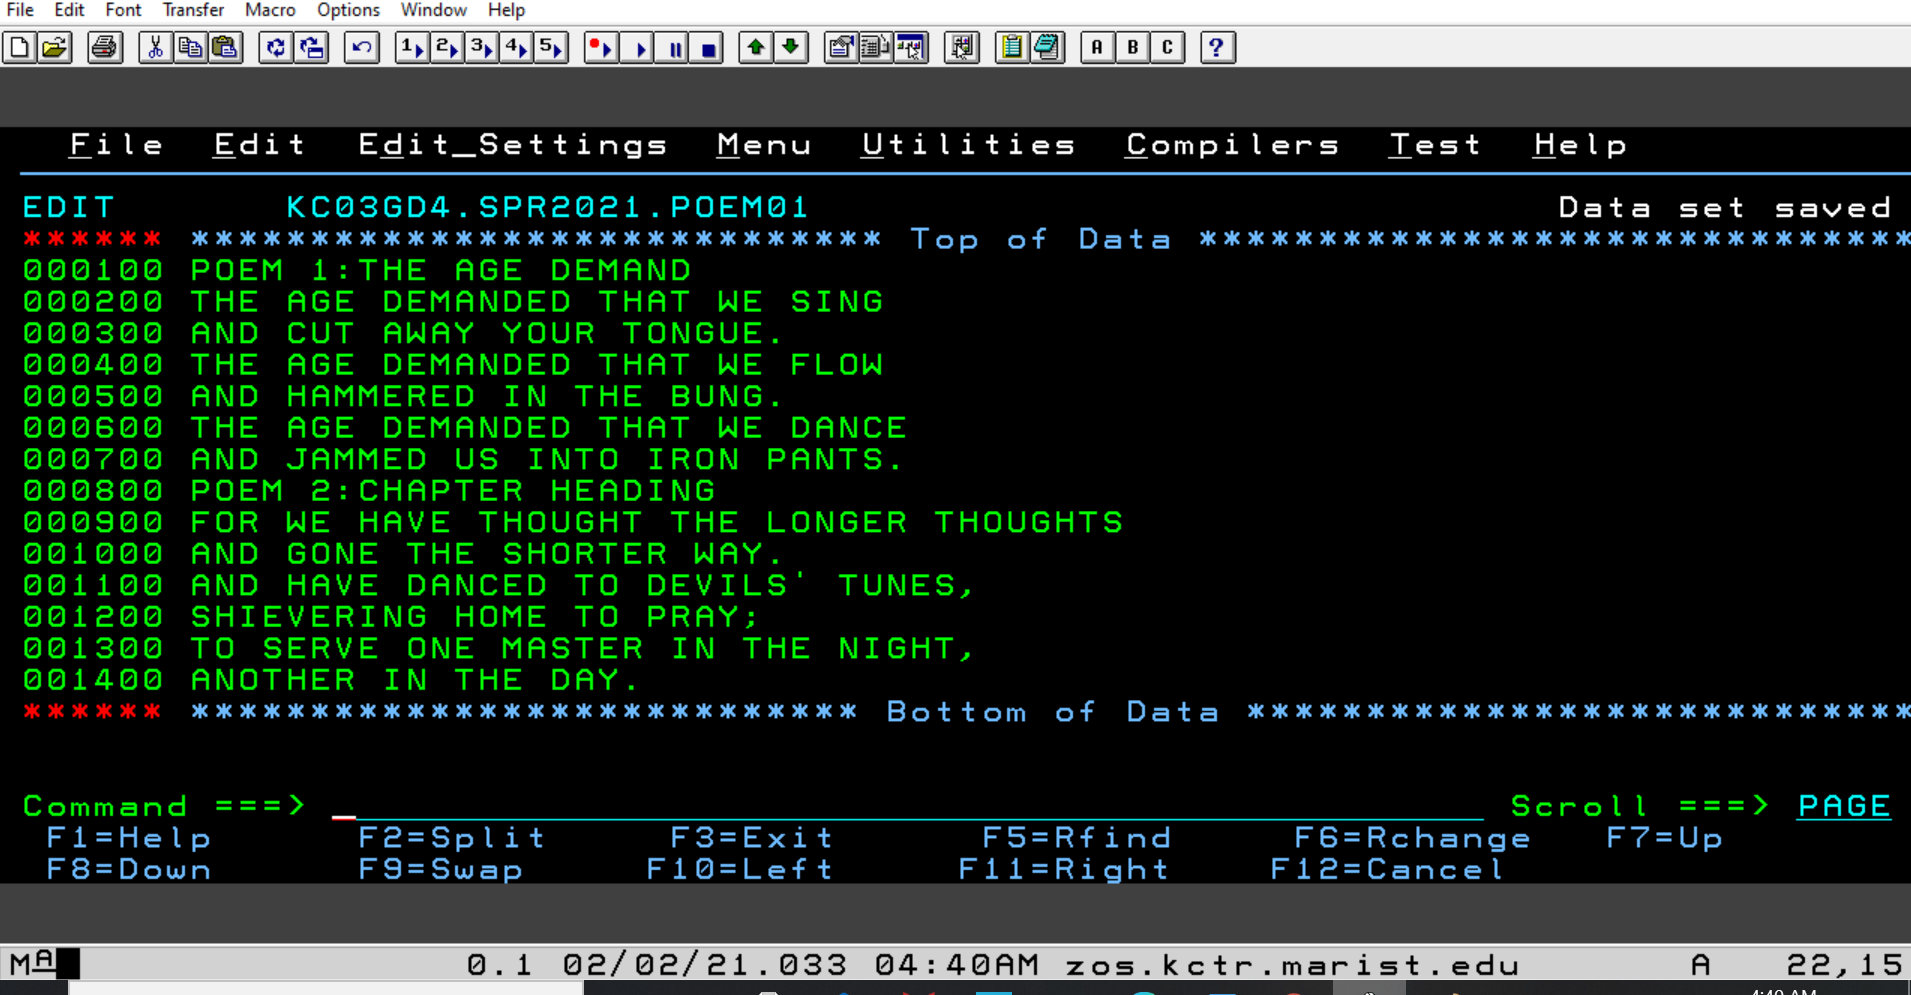 File Edit Font Transfer Macro Options Window Help
1 2 3 4 5 A B C ?
File Edit Edit_Settings Menu Utilities Compilers Test Help
EDIT KC03GD4.SPR2021.POEM01 Data set saved
****** ***************************** Top of Data ******************************
000100 POEM 1:THE AGE DEMAND
000200 THE AGE DEMANDED THAT WE SING
000300 AND CUT AWAY YOUR TONGUE.
000400 THE AGE DEMANDED THAT WE FLOW
000500 AND HAMMERED IN THE BUNG.
000600 THE AGE DEMANDED THAT WE DANCE
000700 AND JAMMED US INTO IRON PANTS.
000800 POEM 2:CHAPTER HEADING
000900 FOR WE HAVE THOUGHT THE LONGER THOUGHTS
001000 AND GONE THE SHORTER WAY.
001100 AND HAVE DANCED TO DEVILS' TUNES,
001200 SHIEVERING HOME TO PRAY;
001300 TO SERVE ONE MASTER IN THE NIGHT,
001400 ANOTHER IN THE DAY.
****** **************************** Bottom of Data ****************************
Command ===> Scroll ===> PAGE
F1=Help F2=Split F3=Exit F5=Rfind F6=Rchange F7=Up
F8=Down F9=Swap F10=Left F11=Right F12=Cancel
MA 0.1 02/02/21.033 04:40AM zos.kctr.marist.edu A 22,15
4:40 AM